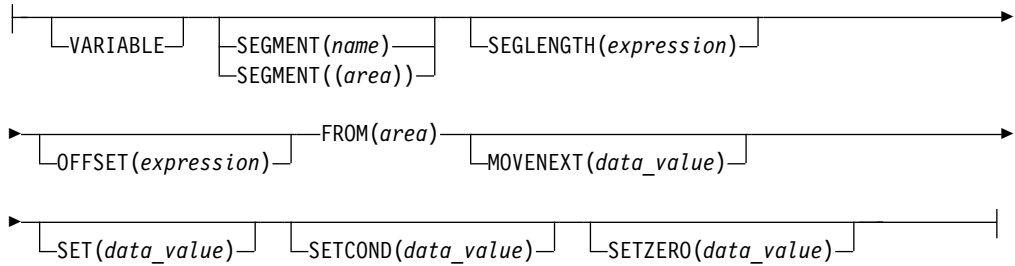 VARIABLE SEGMENT(name) SEGLENGTH(expression)
SEGMENT((area))
FROM(area)
OFFSET(expression) MOVENEXT(data_value)
SET(data_value) SETCOND(data_value) SETZERO(data_value)